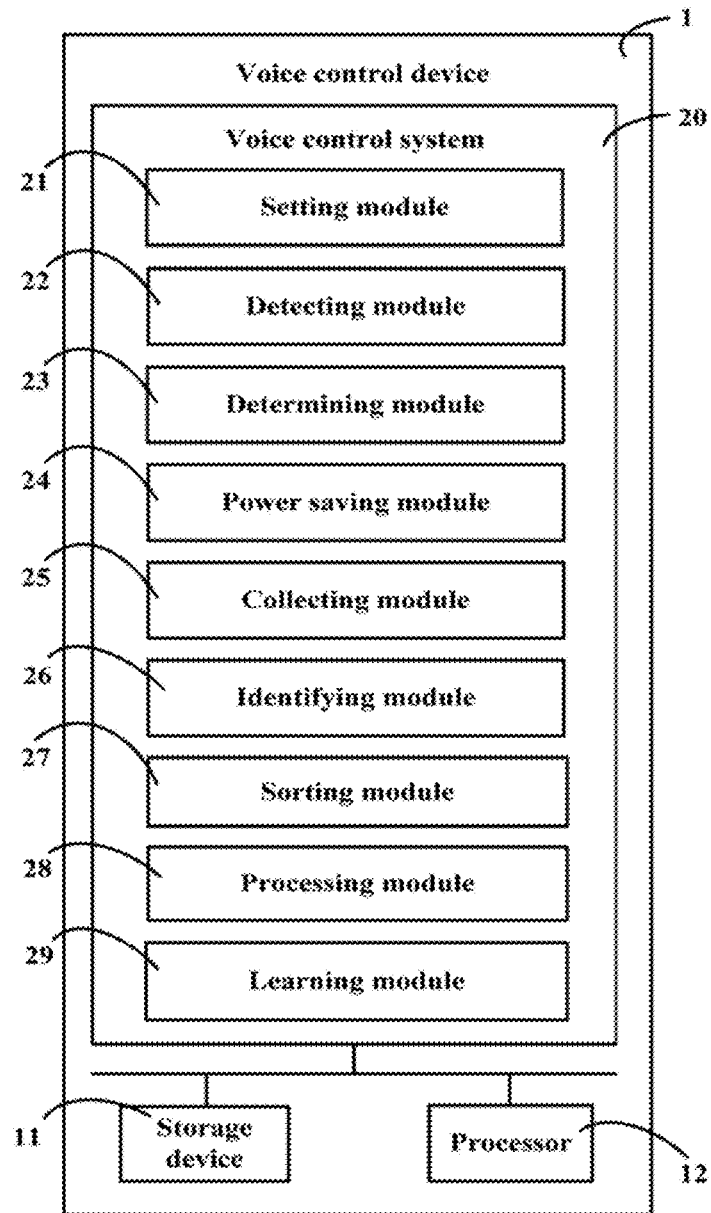 1
Voice control device
20
Voice control system
21
Setting module
22
Detecting module
23
Determining module
24
Power saving module
25
Collecting module
26
Identifying module
27
Sorting module
28
Processing module
29
Learning module
11
Storage
device
Processor
12